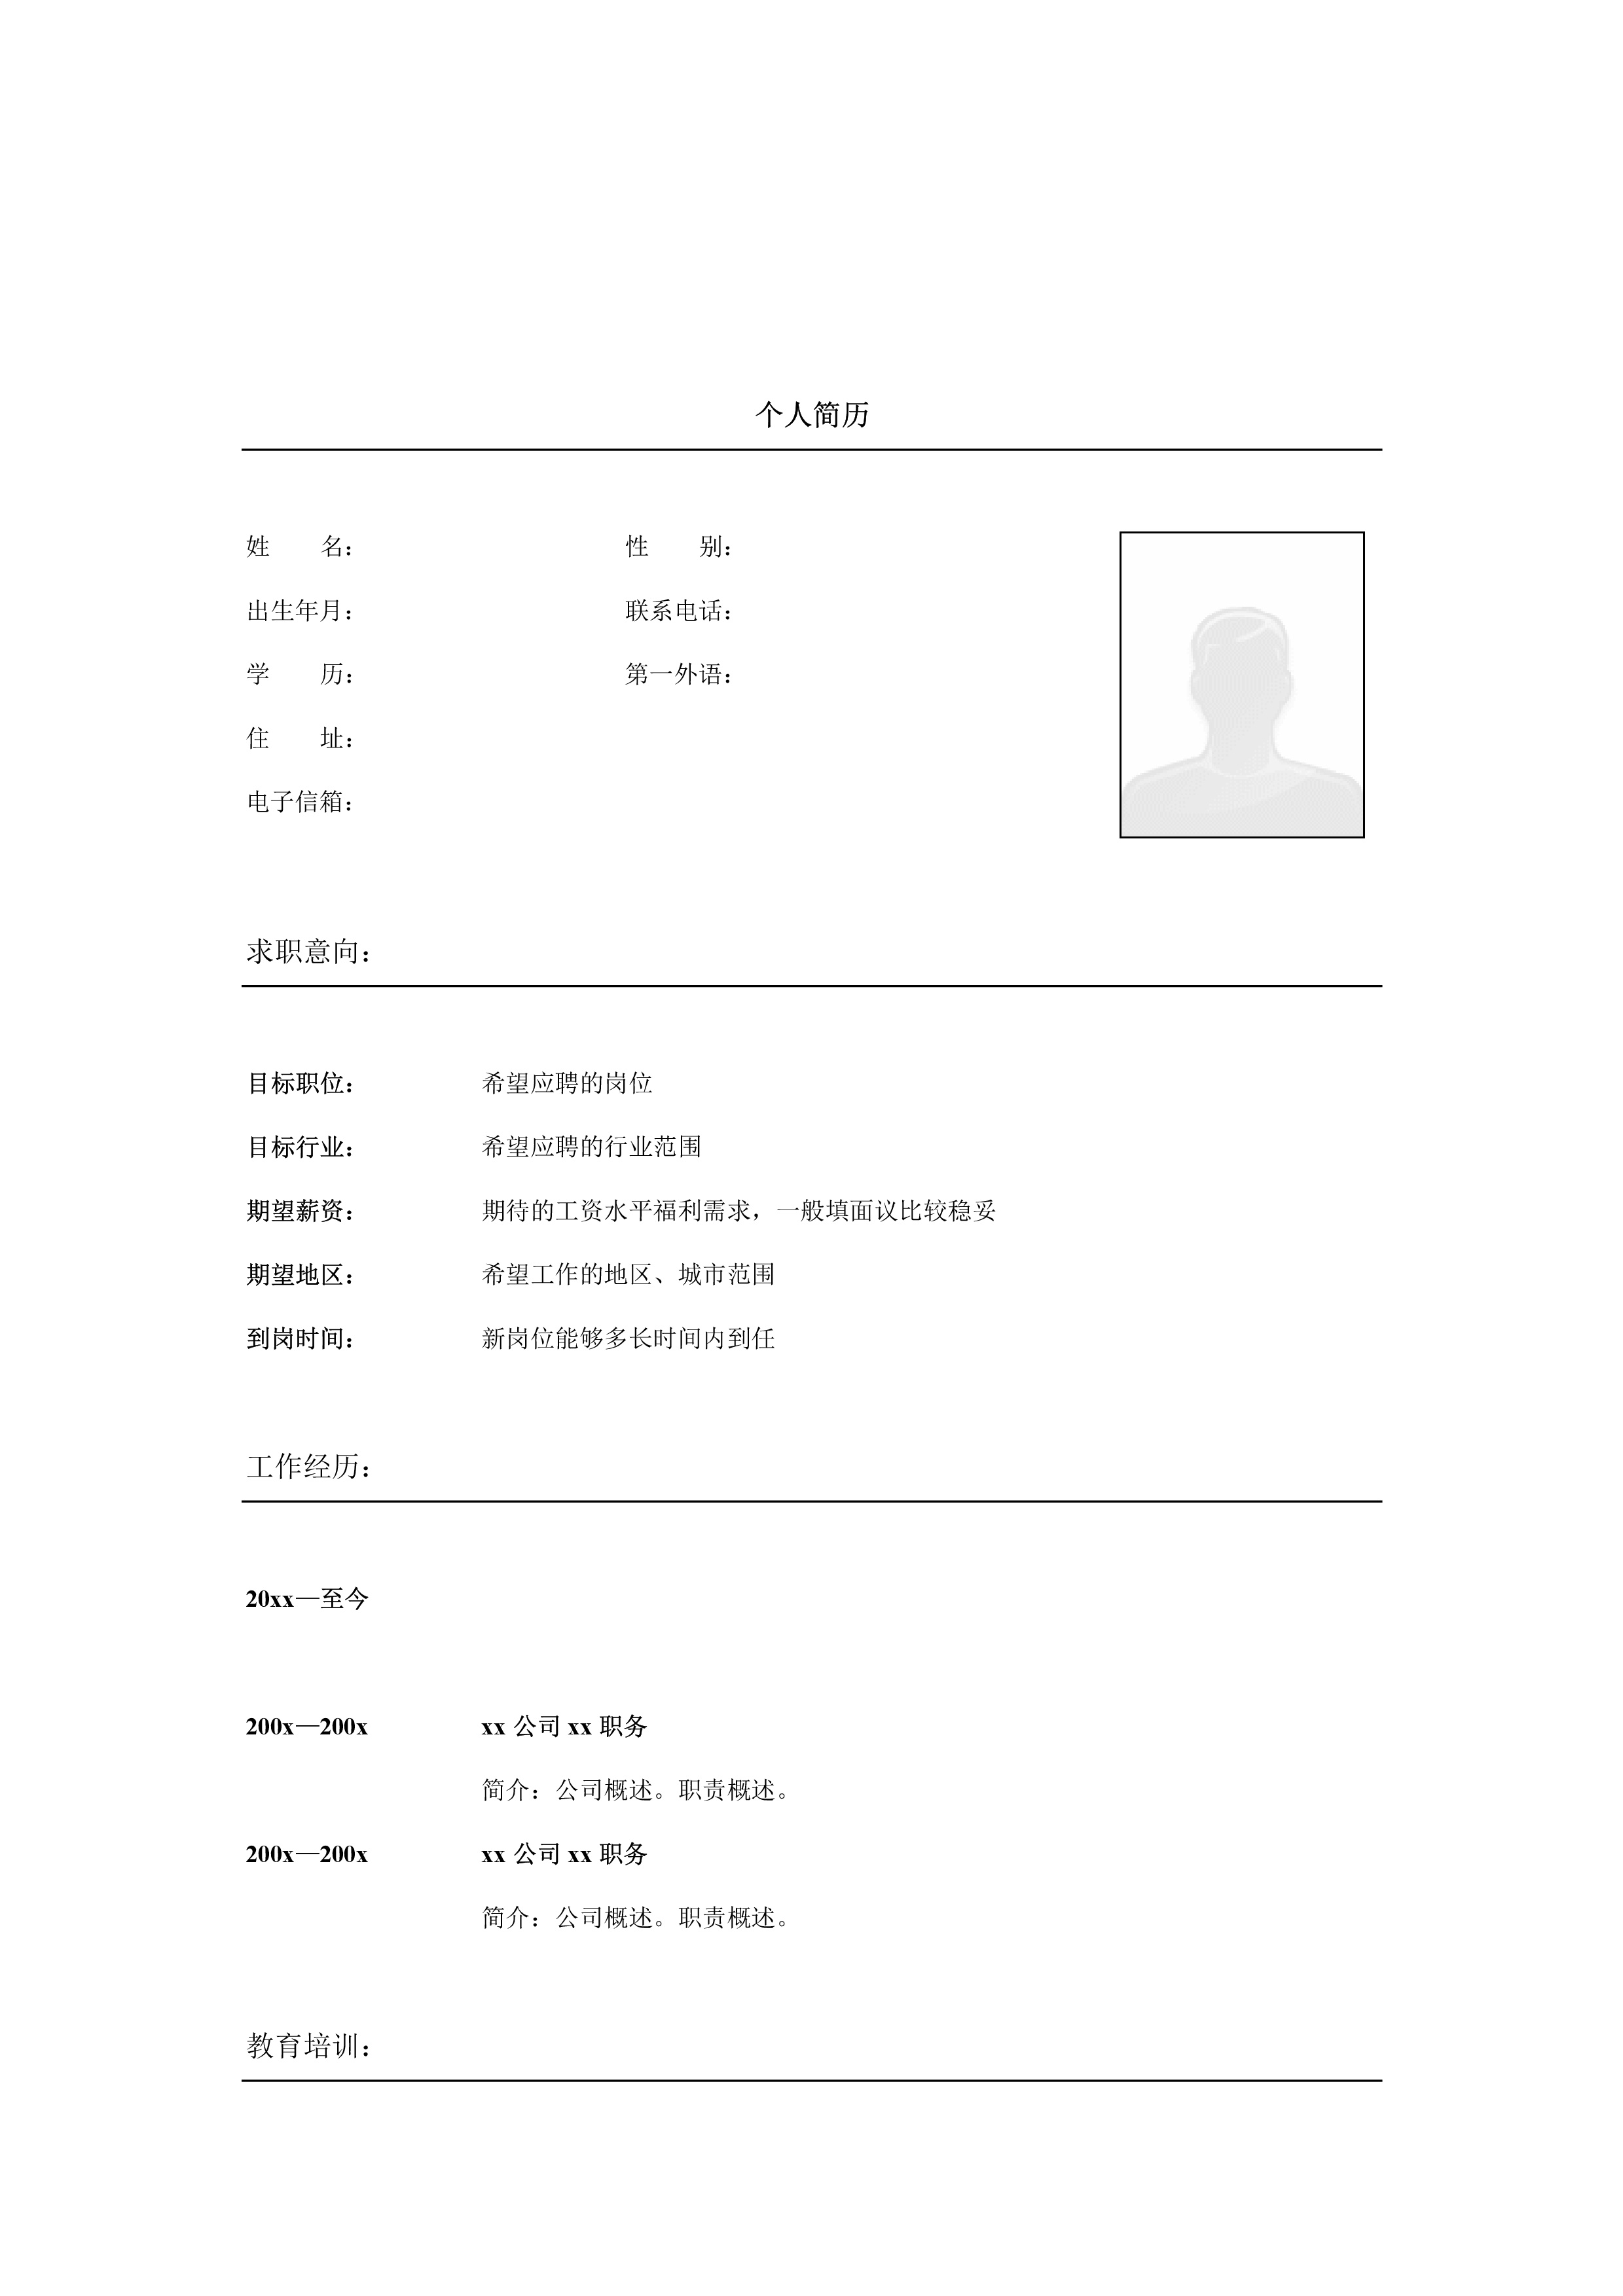 个人简历
姓　　名： 性　　别：
出生年月： 联系电话：
学　　历： 第一外语：
住　　址：
电子信箱：
求职意向：
目标职位： 希望应聘的岗位
目标行业： 希望应聘的行业范围
期望薪资： 期待的工资水平福利需求，一般填面议比较稳妥
期望地区： 希望工作的地区、城市范围
到岗时间： 新岗位能够多长时间内到任
工作经历：
20xx—至今
200x—200x xx 公司 xx 职务
简介：公司概述。职责概述。
200x—200x xx 公司 xx 职务
简介：公司概述。职责概述。
教育培训：